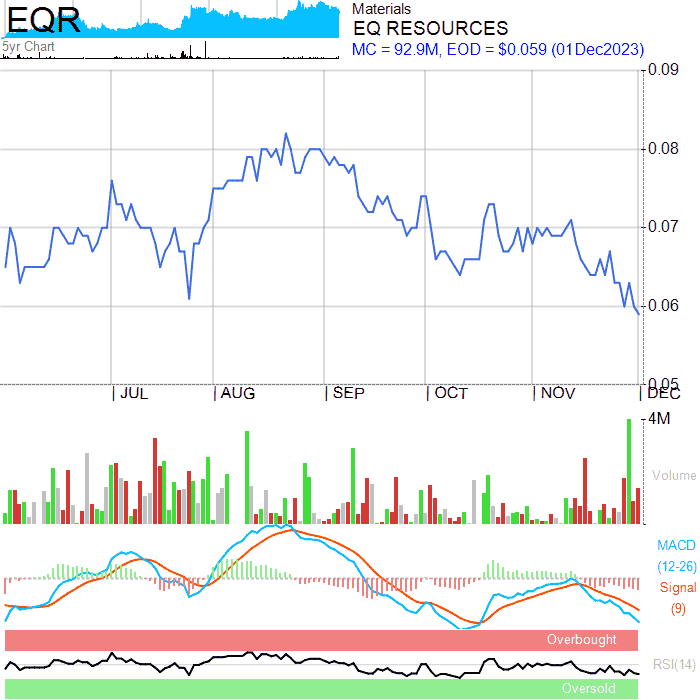 EQR
5yr Chart
Materials
EQ RESOURCES
MC = 92.9M, EOD = $0.059 (01Dec2023)
0.09
0.08
0.07
0.06
0.05
JUL AUG SEP OCT NOV DEC
4M
Volume
MACD
(12-26)
Signal
(9)
Overbought
RSI(14)
Oversold